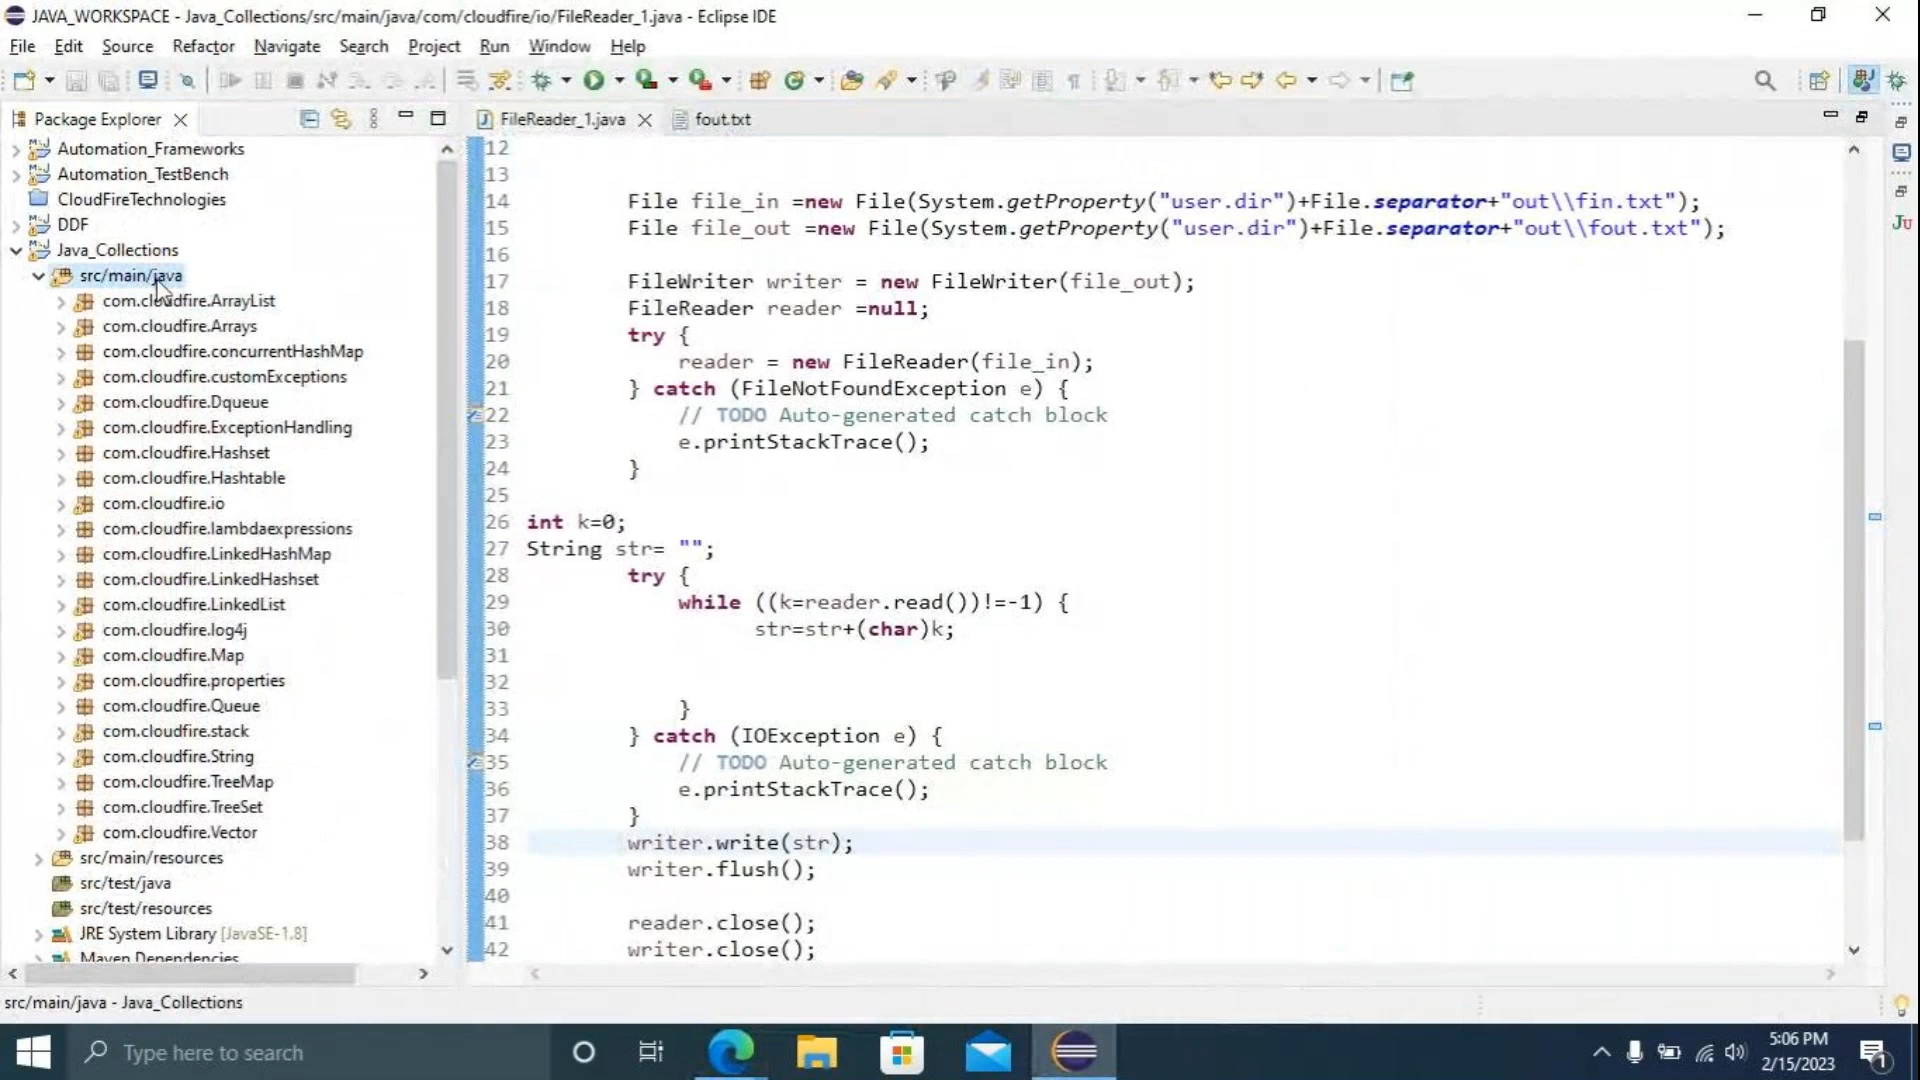 JAVA_WORKSPACE - Java_Collections/src/main/java/com/cloudfire/io/FileReader_1.java - Eclipse IDE
File Edit Source Refactor Navigate Search Project Run Window Help
Package Explorer
FileReader_1.java fout.txt
Automation_Frameworks
Automation_TestBench
CloudFireTechnologies
DDF
Java_Collections
src/main/java
com.cloudfire.ArrayList
com.cloudfire.Arrays
com.cloudfire.concurrentHashMap
com.cloudfire.customExceptions
com.cloudfire.Dqueue
com.cloudfire.ExceptionHandling
com.cloudfire.Hashset
com.cloudfire.Hashtable
com.cloudfire.io
com.cloudfire.lambdaexpressions
com.cloudfire.LinkedHashMap
com.cloudfire.LinkedHashset
com.cloudfire.LinkedList
com.cloudfire.log4j
com.cloudfire.Map
com.cloudfire.properties
com.cloudfire.Queue
com.cloudfire.stack
com.cloudfire.String
com.cloudfire.TreeMap
com.cloudfire.TreeSet
com.cloudfire.Vector
src/main/resources
src/test/java
src/test/resources
JRE System Library [JavaSE-1.8]
Maven Dependencies
12
13
14 File file_in =new File(System.getProperty("user.dir")+File.separator+"out\\fin.txt");
15 File file_out =new File(System.getProperty("user.dir")+File.separator+"out\\fout.txt");
16
17 FileWriter writer = new FileWriter(file_out);
18 FileReader reader =null;
19 try {
20 reader = new FileReader(file_in);
21 } catch (FileNotFoundException e) {
22 // TODO Auto-generated catch block
23 e.printStackTrace();
24 }
25
26 int k=0;
27 String str= "";
28 try {
29 while ((k=reader.read())!=-1) {
30 str=str+(char)k;
31
32
33 }
34 } catch (IOException e) {
35 // TODO Auto-generated catch block
36 e.printStackTrace();
37 }
38 writer.write(str);
39 writer.flush();
40
41 reader.close();
42 writer.close();
Ju
src/main/java - Java_Collections
Type here to search
5:06 PM
2/15/2023
1